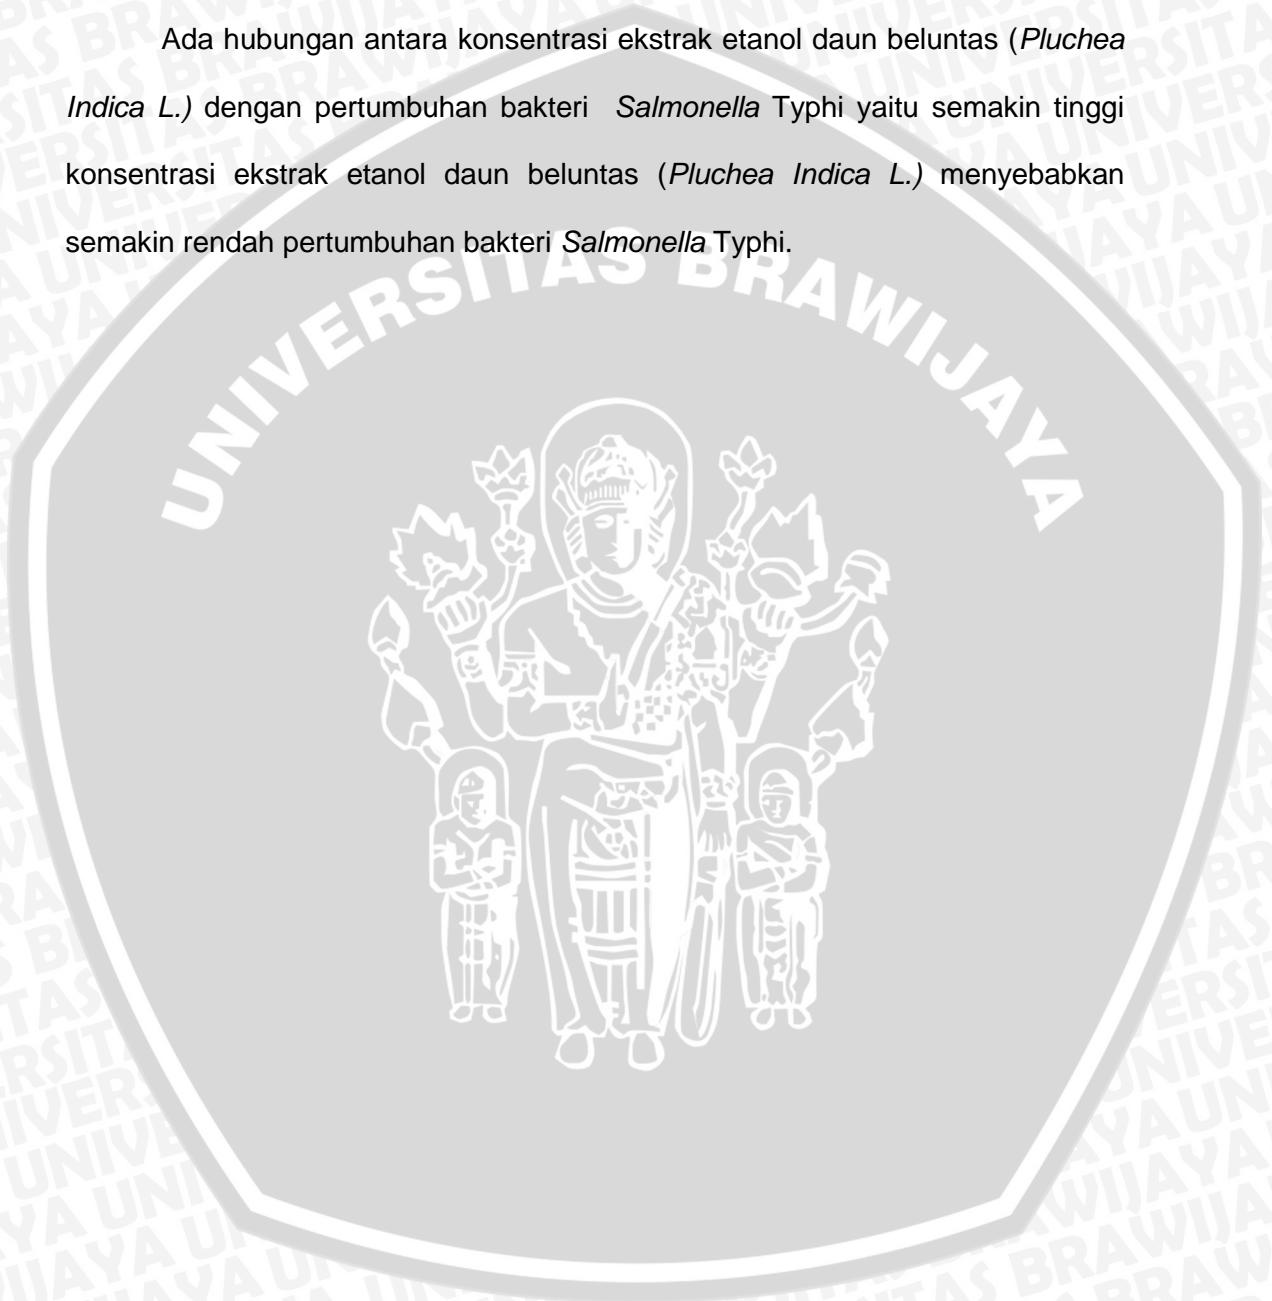 Ada hubungan antara konsentrasi ekstrak etanol daun beluntas (Pluchea
Indica L.) dengan pertumbuhan bakteri Salmonella Typhi yaitu semakin tinggi
konsentrasi ekstrak etanol daun beluntas (Pluchea Indica L.) menyebabkan
semakin rendah pertumbuhan bakteri Salmonella Typhi.
UNIVERSITAS BRAWIJAYA